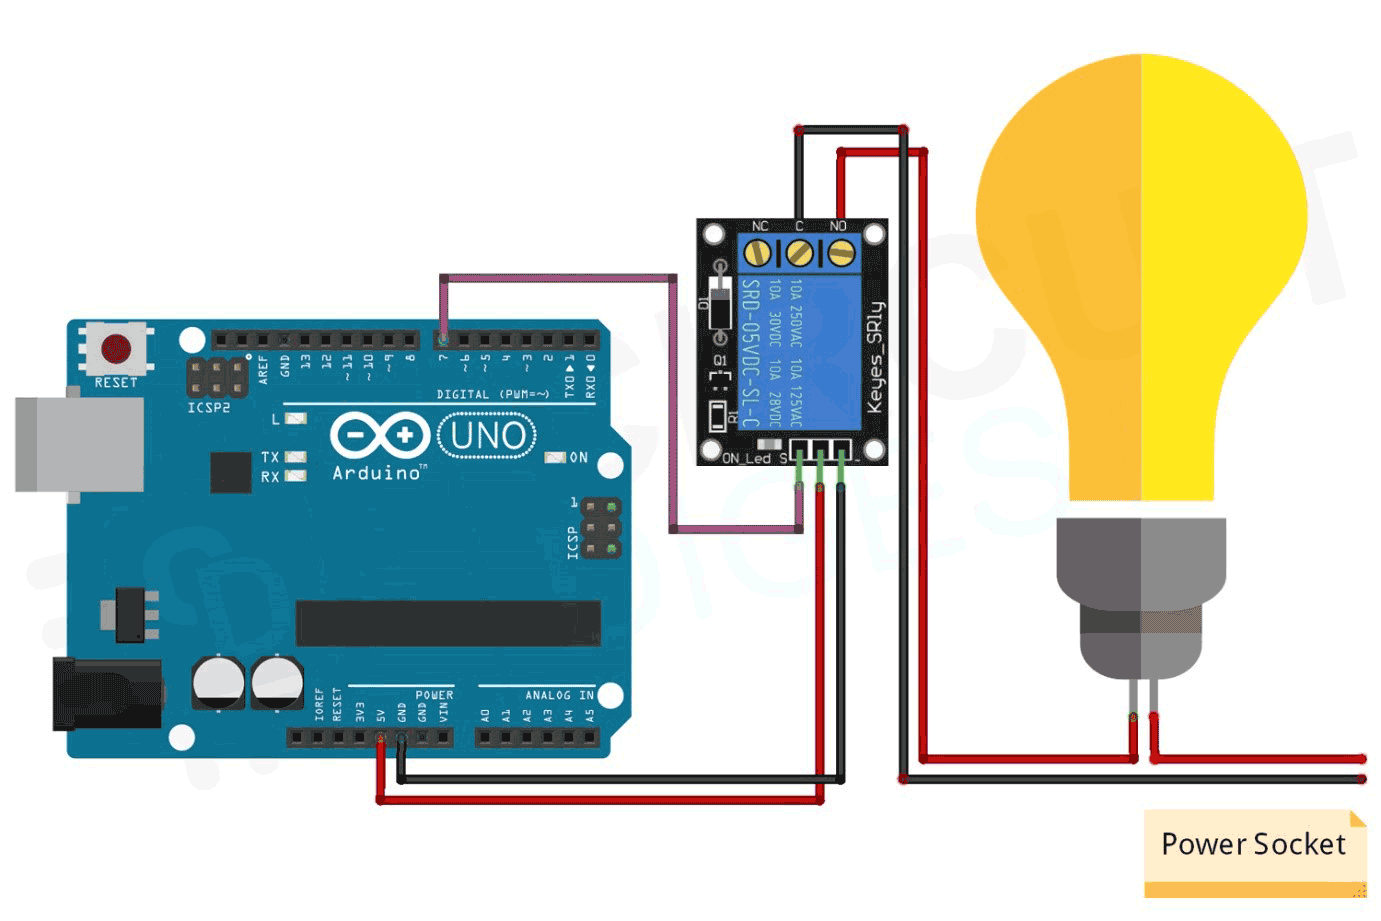 NC C NO
SRD-05VDC-SL-C
10A 30VDC 10A 28VDC
10A 250VAC 10A 125VAC
Keyes_SRly
D1
Q1
R1
ON_Led S -
RESET
ICSP2
AREF
GND
13
12
~11
~10
~9
8
7
~6
~5
4
~3
2
TX0▶1
RX0◀0
DIGITAL (PWM=~)
L
TX
RX
UNO
Arduino™
ON
1
ICSP
IOREF
RESET
3V3
5V
GND
GND
VIN
POWER
ANALOG IN
A0
A1
A2
A3
A4
A5
Power Socket